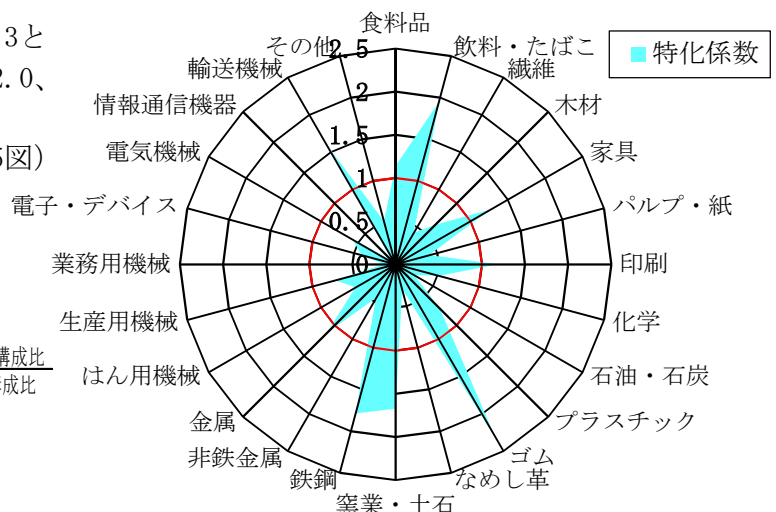 3と
2.0、
5図)
構成比
構成比
特化係数
食料品
飲料・たばこ
繊維
木材
家具
パルプ・紙
印刷
化学
石油・石炭
プラスチック
ゴム
なめし革
窯業・土石
鉄鋼
非鉄金属
金属
はん用機械
生産用機械
業務用機械
電子・デバイス
電気機械
情報通信機器
輸送機械
その他
2.5
2
1.5
1
0.5
0